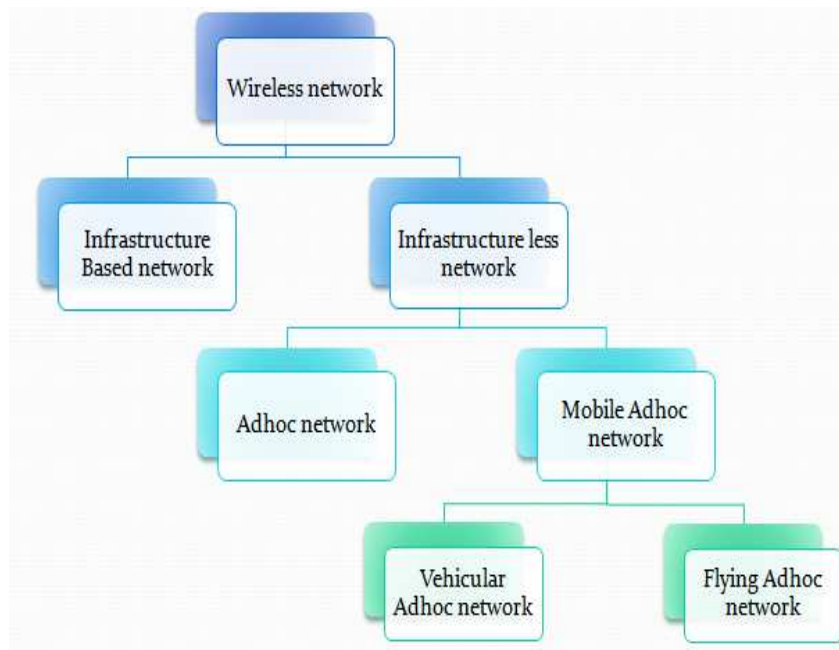 Wireless network
Infrastructure
Based network
Infrastructure less
network
Adhoc network
Mobile Adhoc
network
Vehicular
Adhoc network
Flying Adhoc
network